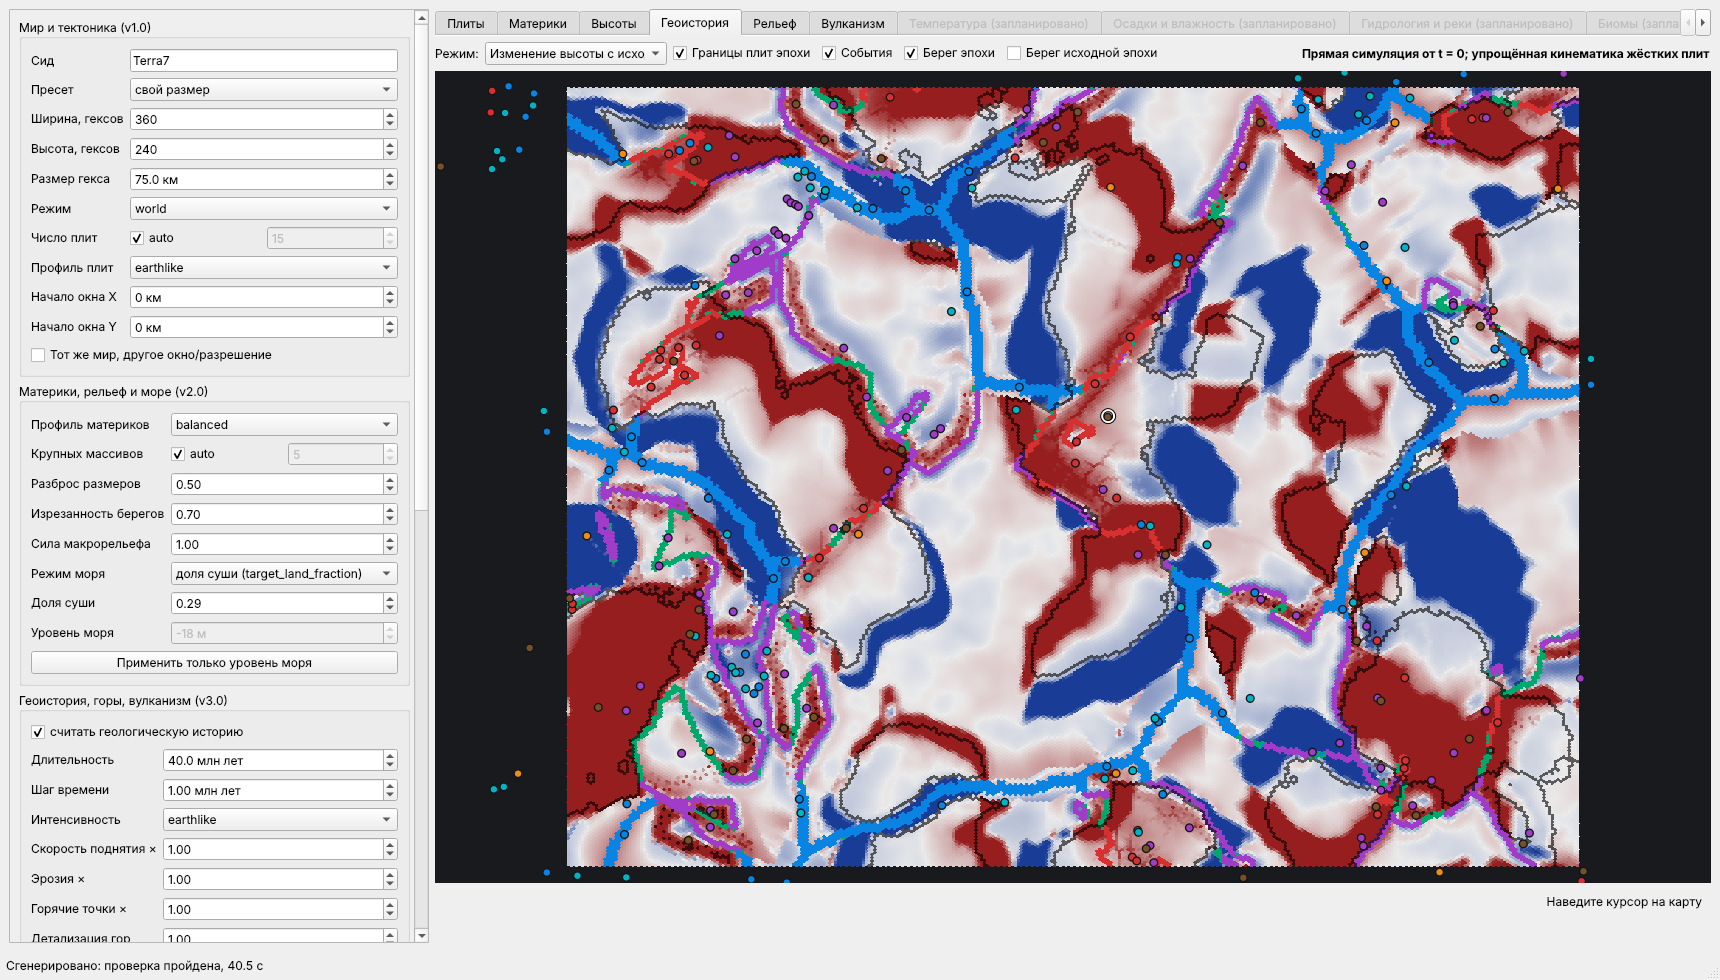 Мир и тектоника (v1.0)
Сид
Terra7
Пресет
свой размер
Ширина, гексов
360
Высота, гексов
240
Размер гекса
75.0 км
Режим
world
Число плит
auto
15
Профиль плит
earthlike
Начало окна X
0 км
Начало окна Y
0 км
Тот же мир, другое окно/разрешение
Материки, рельеф и море (v2.0)
Профиль материков
balanced
Крупных массивов
auto
5
Разброс размеров
0.50
Изрезанность берегов
0.70
Сила макрорельефа
1.00
Режим моря
доля суши (target_land_fraction)
Доля суши
0.29
Уровень моря
-18 м
Применить только уровень моря
Геоистория, горы, вулканизм (v3.0)
считать геологическую историю
Длительность
40.0 млн лет
Шаг времени
1.00 млн лет
Интенсивность
earthlike
Скорость поднятия ×
1.00
Эрозия ×
1.00
Горячие точки ×
1.00
Детализация гор
1.00
Плиты
Материки
Высоты
Геоистория
Рельеф
Вулканизм
Температура (запланировано)
Осадки и влажность (запланировано)
Гидрология и реки (запланировано)
Биомы (запла
Режим:
Изменение высоты с исхо
Границы плит эпохи
События
Берег эпохи
Берег исходной эпохи
Прямая симуляция от t = 0; упрощённая кинематика жёстких плит
Наведите курсор на карту
Сгенерировано: проверка пройдена, 40.5 с